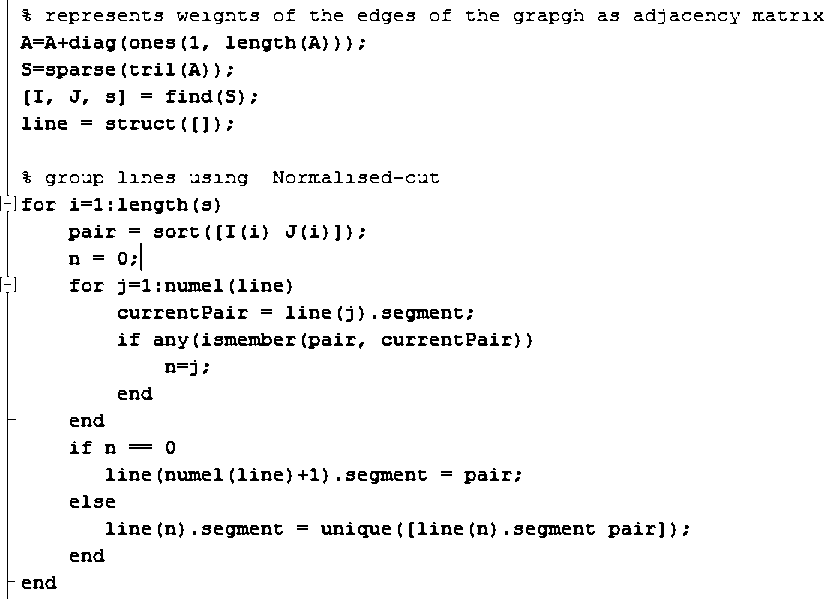 % represents weights of the edges of the grapgh as adjacency matrix
A=A+diag(ones(1, length(A)));
S=sparse(tril(A));
[I, J, s] = find(S);
line = struct([]);
% group lines using  Normalised-cut
for i=1:length(s)
    pair = sort([I(i) J(i)]);
    n = 0;
    for j=1:numel(line)
        currentPair = line(j).segment;
        if any(ismember(pair, currentPair))
            n=j;
        end
    end
    if n == 0
       line(numel(line)+1).segment = pair;
    else
       line(n).segment = unique([line(n).segment pair]);
    end
end